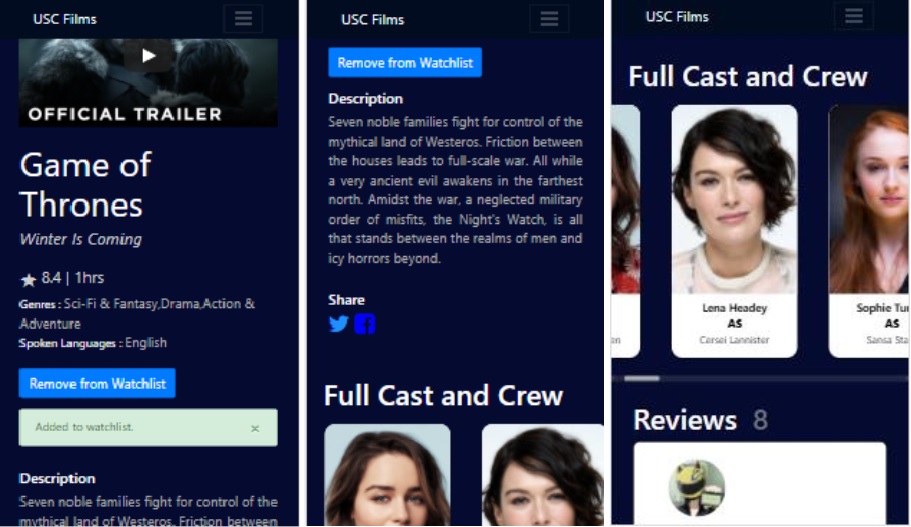 USC Films
OFFICIAL TRAILER
Game of
Thrones
Winter Is Coming
8.4 | 1hrs
Genres : Sci-Fi & Fantasy,Drama,Action &
Adventure
Spoken Languages : English
Remove from Watchlist
Added to watchlist. ×
Description
Seven noble families fight for control of the
mythical land of Westeros. Friction between
USC Films
Remove from Watchlist
Description
Seven noble families fight for control of the
mythical land of Westeros. Friction between
the houses leads to full-scale war. All while
a very ancient evil awakens in the farthest
north. Amidst the war, a neglected military
order of misfits, the Night's Watch, is all
that stands between the realms of men and
icy horrors beyond.
Share
Full Cast and Crew
USC Films
Full Cast and Crew
en
Lena Headey
AS
Cersei Lannister
Sophie Tu
AS
Sansa Sta
Reviews 8